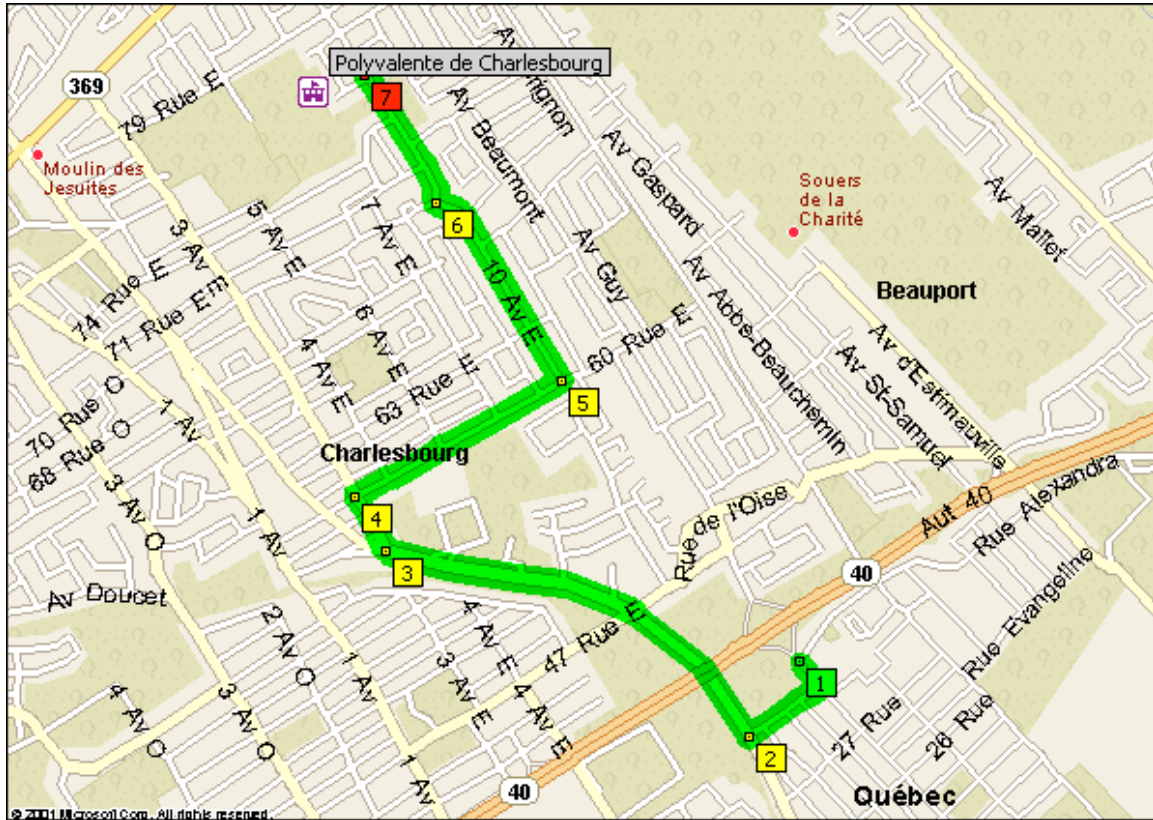 Polyvalente de Charlesbourg
7
369
79 Rue E
Av Beaumont
Av Gaspard
Moulin des
Jesuites
Souers
de la
Charité
Av Mallet
3 Av E
5 Av E
7 Av E
6
10 Av E
Av Guy
Av Abbe-Beauchemin
Beauport
74 Rue E
71 Rue E
6 Av E
4 Av E
60 Rue E
Av St-Samuel
Av d'Estimauville
63 Rue E
5
70 Rue O
68 Rue O
1 Av
Charlesbourg
3 Av O
1 Av
4
3
Rue de l'Oise
Aut 40
Rue Alexandra
40
Av Doucet
2 Av O
1 Av
4 Av E
3 Av E
47 Rue E
Rue Evangeline
1
4 Av O
3 Av O
1 Av
4 Av E
2
27 Rue
26 Rue
40
Québec
© 2001 Microsoft Corp. All rights reserved.